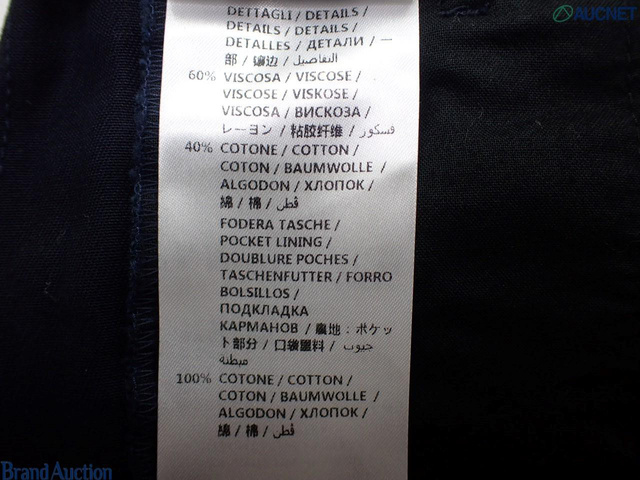 DETTAGLI / DETAILS /
DETAILS / DETAILS /
DETALLES / ДЕТАЛИ / 一
部 / 镶边 / التفاصيل
60% VISCOSA / VISCOSE /
VISCOSE / VISKOSE /
VISCOSA / ВИСКОЗА /
レーヨン / 粘胶纤维 / فسكور
40% COTONE / COTTON /
COTON / BAUMWOLLE /
ALGODON / ХЛОПОК /
綿 / 棉 / قطن
FODERA TASCHE /
POCKET LINING /
DOUBLURE POCHES /
TASCHENFUTTER / FORRO
BOLSILLOS /
ПОДКЛАДКА
КАРМАНОВ / 裏地：ポケッ
ト部分 / 口袋里料 / جيوب
مبطنة
100% COTONE / COTTON /
COTON / BAUMWOLLE /
ALGODON / ХЛОПОК /
綿 / 棉 / قطن
AUCNET
Brand Auction